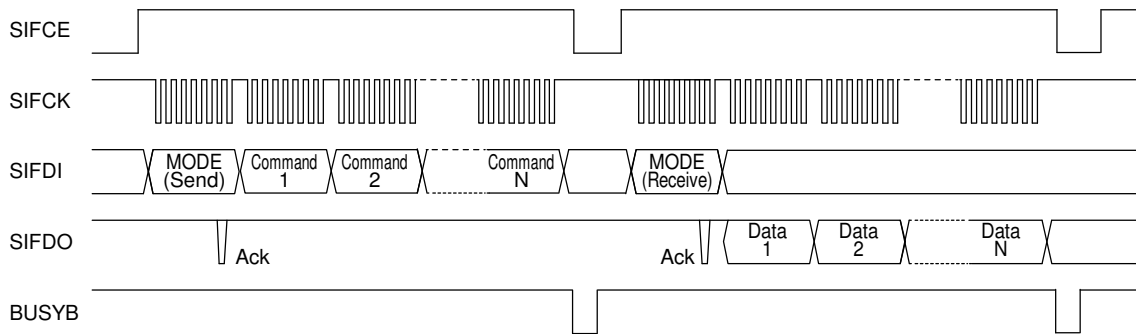 SIFCE
SIFCK
SIFDI
MODE
(Send)
Command
1
Command
2
Command
N
MODE
(Receive)
SIFDO
Ack
Ack
Data
1
Data
2
Data
N
BUSYB